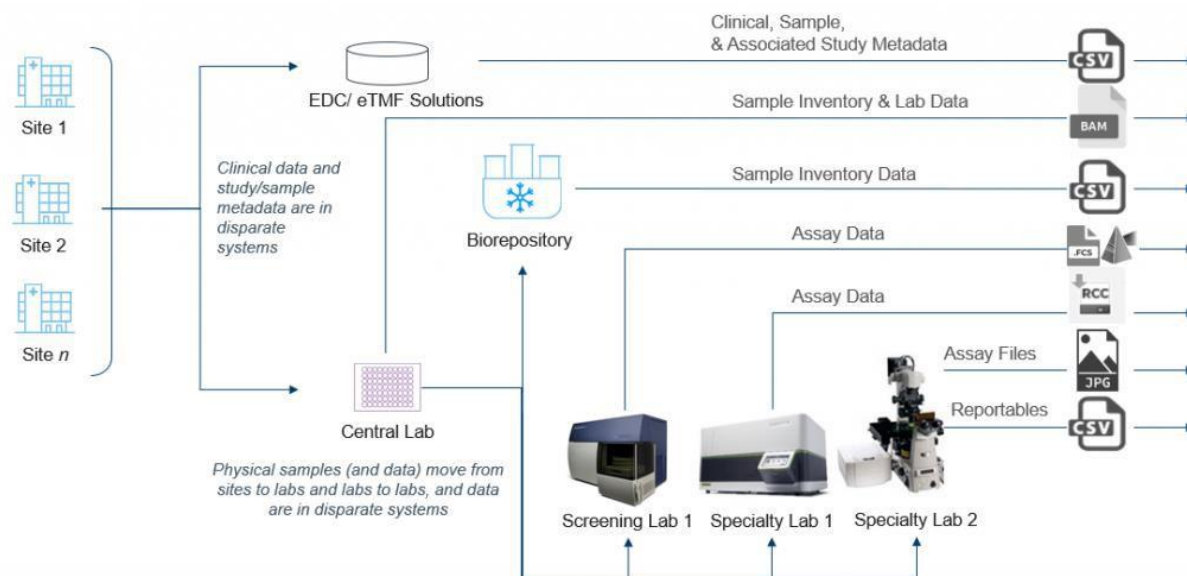 Clinical, Sample,
& Associated Study Metadata
CSV
EDC/ eTMF Solutions
Site 1
Sample Inventory & Lab Data
BAM
Clinical data and
study/sample
metadata are in
disparate
systems
Sample Inventory Data
CSV
Site 2
Biorepository
Assay Data
.FCS
Assay Data
RCC
Site n
Assay Files
JPG
Central Lab
Reportables
CSV
Physical samples (and data) move from
sites to labs and labs to labs, and data
are in disparate systems
Screening Lab 1
Specialty Lab 1
Specialty Lab 2